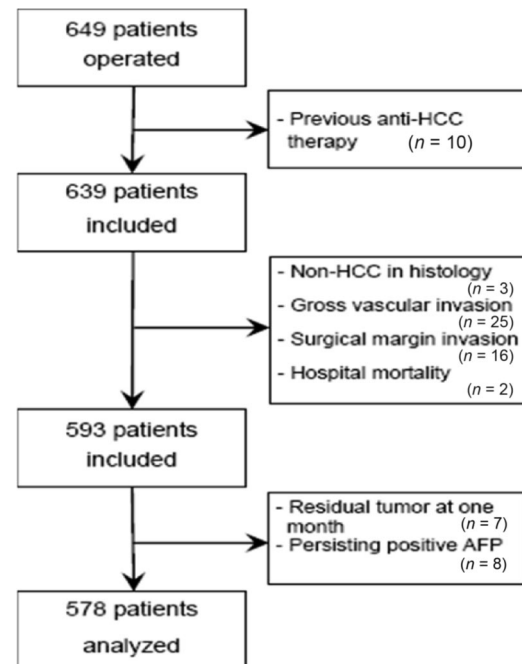 649 patients
operated
- Previous anti-HCC
therapy (n = 10)
639 patients
included
- Non-HCC in histology
(n = 3)
- Gross vascular invasion
(n = 25)
- Surgical margin invasion
(n = 16)
- Hospital mortality
(n = 2)
593 patients
included
- Residual tumor at one
month (n = 7)
- Persisting positive AFP
(n = 8)
578 patients
analyzed